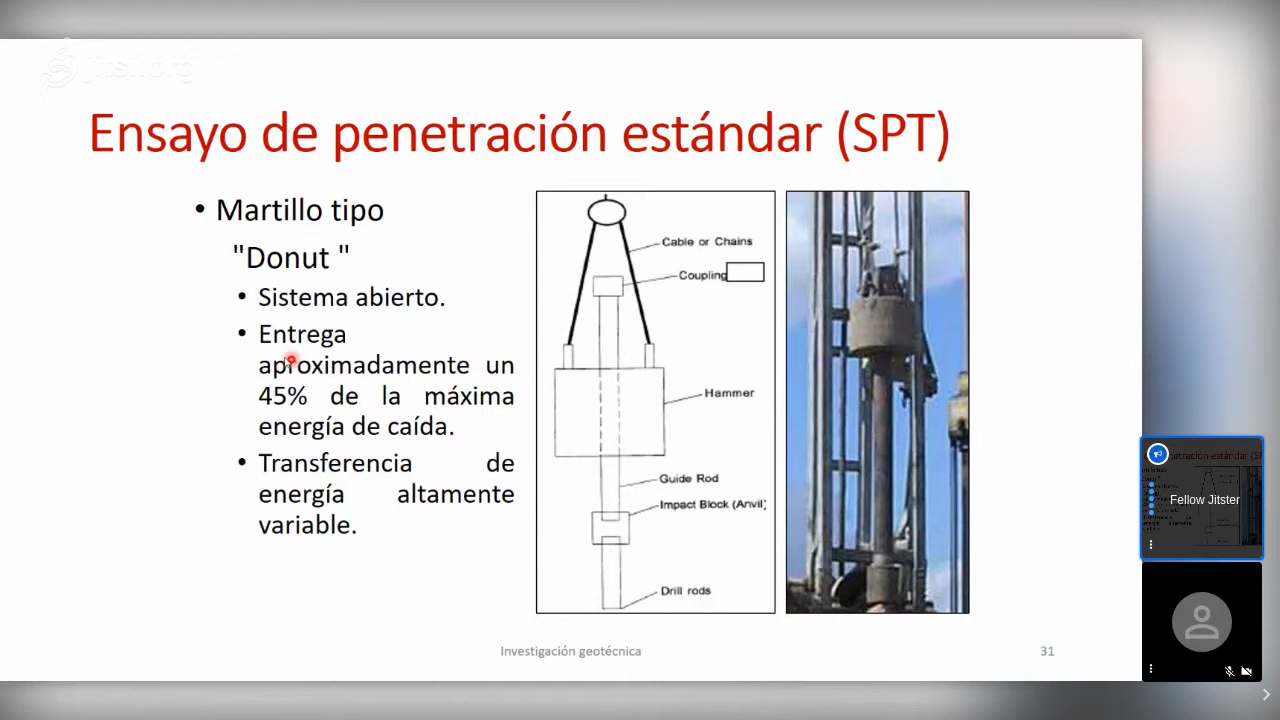 jitsi.org
Ensayo de penetración estándar (SPT)
• Martillo tipo
"Donut "
• Sistema abierto.
• Entrega
aproximadamente un
45% de la máxima
energía de caída.
• Transferencia de
energía altamente
variable.
Cable or Chains
Coupling
Hammer
Guide Rod
Impact Block (Anvil)
Drill rods
Investigación geotécnica
31
Fellow Jitster